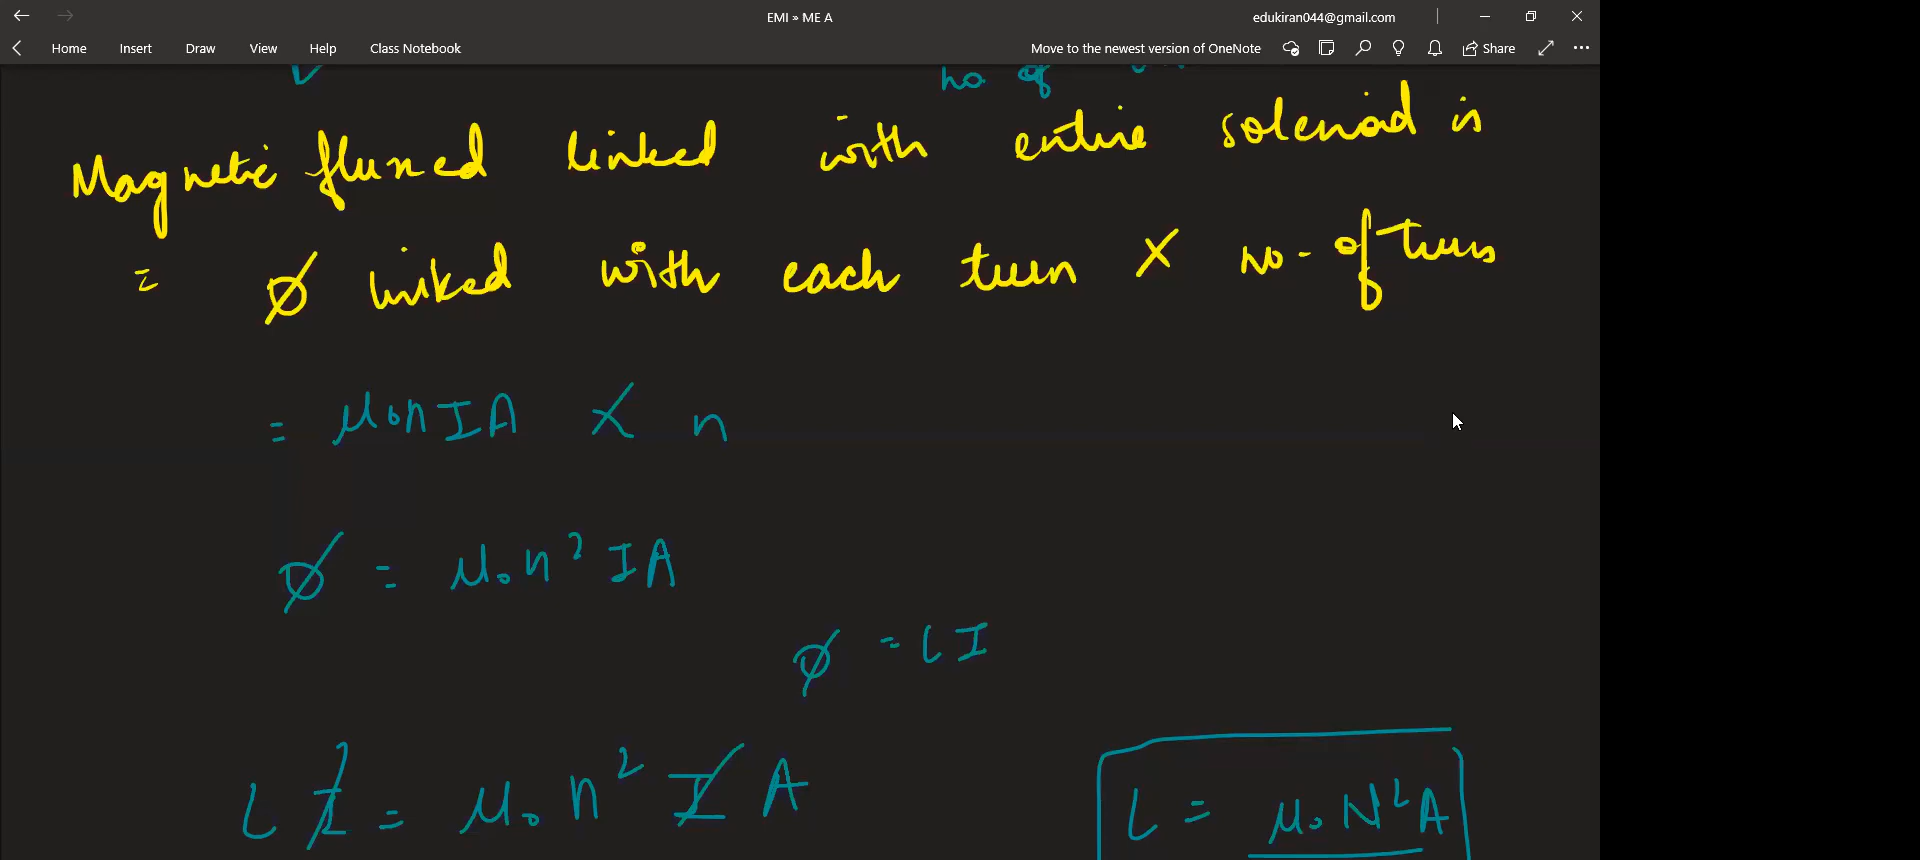 EMI » ME A
edukiran044@gmail.com
Home Insert Draw View Help Class Notebook
Move to the newest version of OneNote
Share
no of
Magnetic fluxed linked with entire solenoid is
= φ linked with each turn X no. of turns
= μ₀nIA X n
φ = μ₀n²IA
φ = LI
LI = μ₀n²IA
L = μ₀N²A